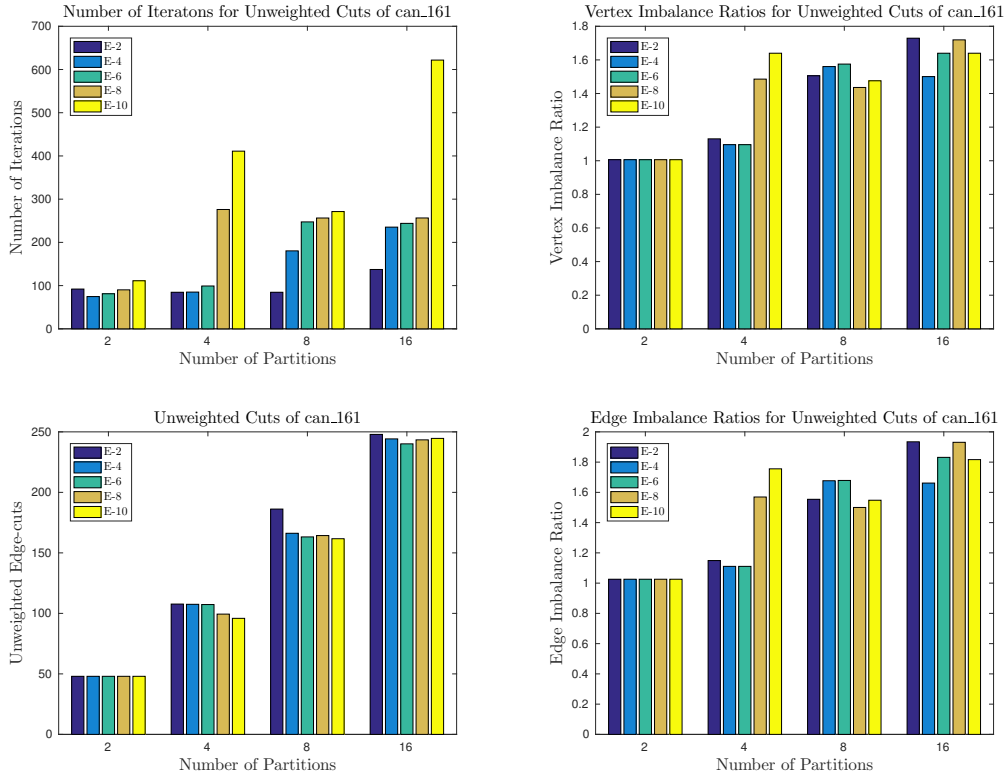 Number of Iteratons for Unweighted Cuts of can_161
700
600
500
400
300
200
100
0
Number of Iterations
E-2
E-4
E-6
E-8
E-10
2
4
8
16
Number of Partitions
Vertex Imbalance Ratios for Unweighted Cuts of can_161
1.8
1.6
1.4
1.2
1
0.8
0.6
0.4
0.2
0
Vertex Imbalance Ratio
E-2
E-4
E-6
E-8
E-10
2
4
8
16
Number of Partitions
Unweighted Cuts of can_161
250
200
150
100
50
0
Unweighted Edge-cuts
E-2
E-4
E-6
E-8
E-10
2
4
8
16
Number of Partitions
Edge Imbalance Ratios for Unweighted Cuts of can_161
2
1.8
1.6
1.4
1.2
1
0.8
0.6
0.4
0.2
0
Edge Imbalance Ratio
E-2
E-4
E-6
E-8
E-10
2
4
8
16
Number of Partitions